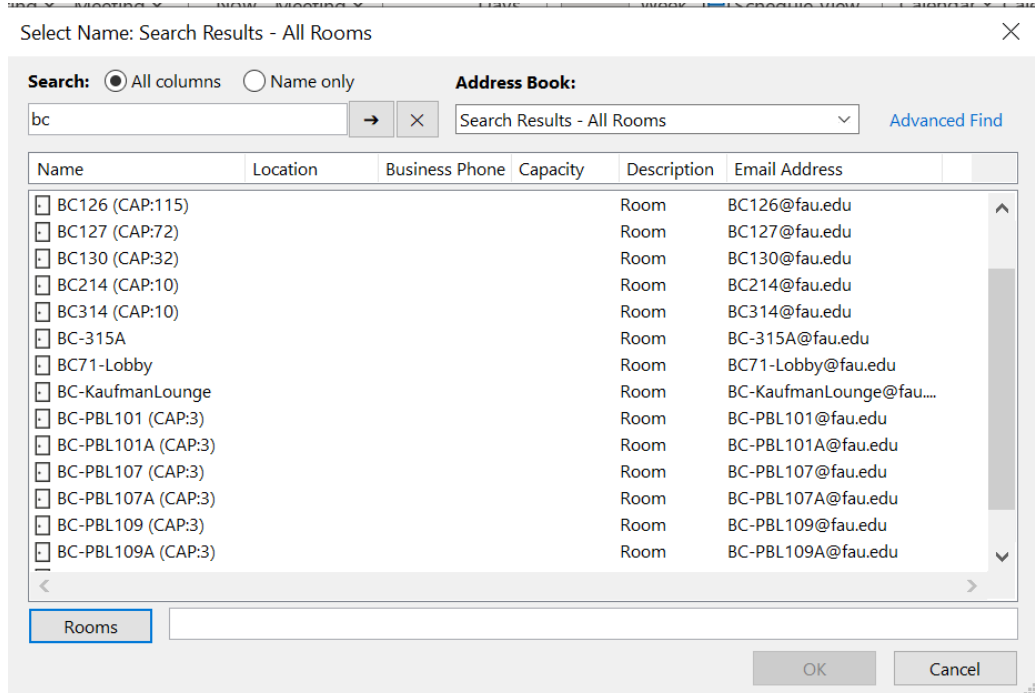 Select Name: Search Results - All Rooms
Search: All columns Name only Address Book:
bc Search Results - All Rooms Advanced Find
Name Location Business Phone Capacity Description Email Address
BC126 (CAP:115) Room BC126@fau.edu
BC127 (CAP:72) Room BC127@fau.edu
BC130 (CAP:32) Room BC130@fau.edu
BC214 (CAP:10) Room BC214@fau.edu
BC314 (CAP:10) Room BC314@fau.edu
BC-315A Room BC-315A@fau.edu
BC71-Lobby Room BC71-Lobby@fau.edu
BC-KaufmanLounge Room BC-KaufmanLounge@fau....
BC-PBL101 (CAP:3) Room BC-PBL101@fau.edu
BC-PBL101A (CAP:3) Room BC-PBL101A@fau.edu
BC-PBL107 (CAP:3) Room BC-PBL107@fau.edu
BC-PBL107A (CAP:3) Room BC-PBL107A@fau.edu
BC-PBL109 (CAP:3) Room BC-PBL109@fau.edu
BC-PBL109A (CAP:3) Room BC-PBL109A@fau.edu
Rooms
OK Cancel